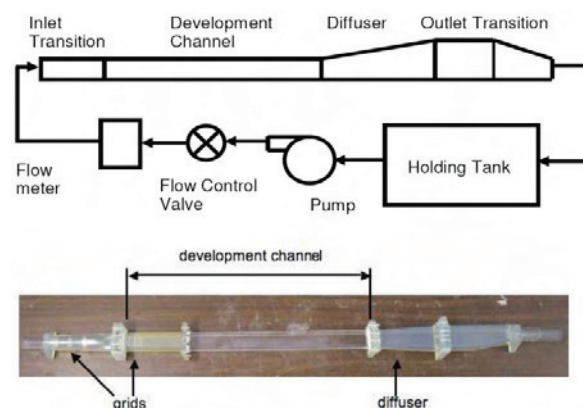 Inlet
Transition
Development
Channel
Diffuser
Outlet Transition
Flow
meter
Flow Control
Valve
Pump
Holding Tank
development channel
grids
diffuser